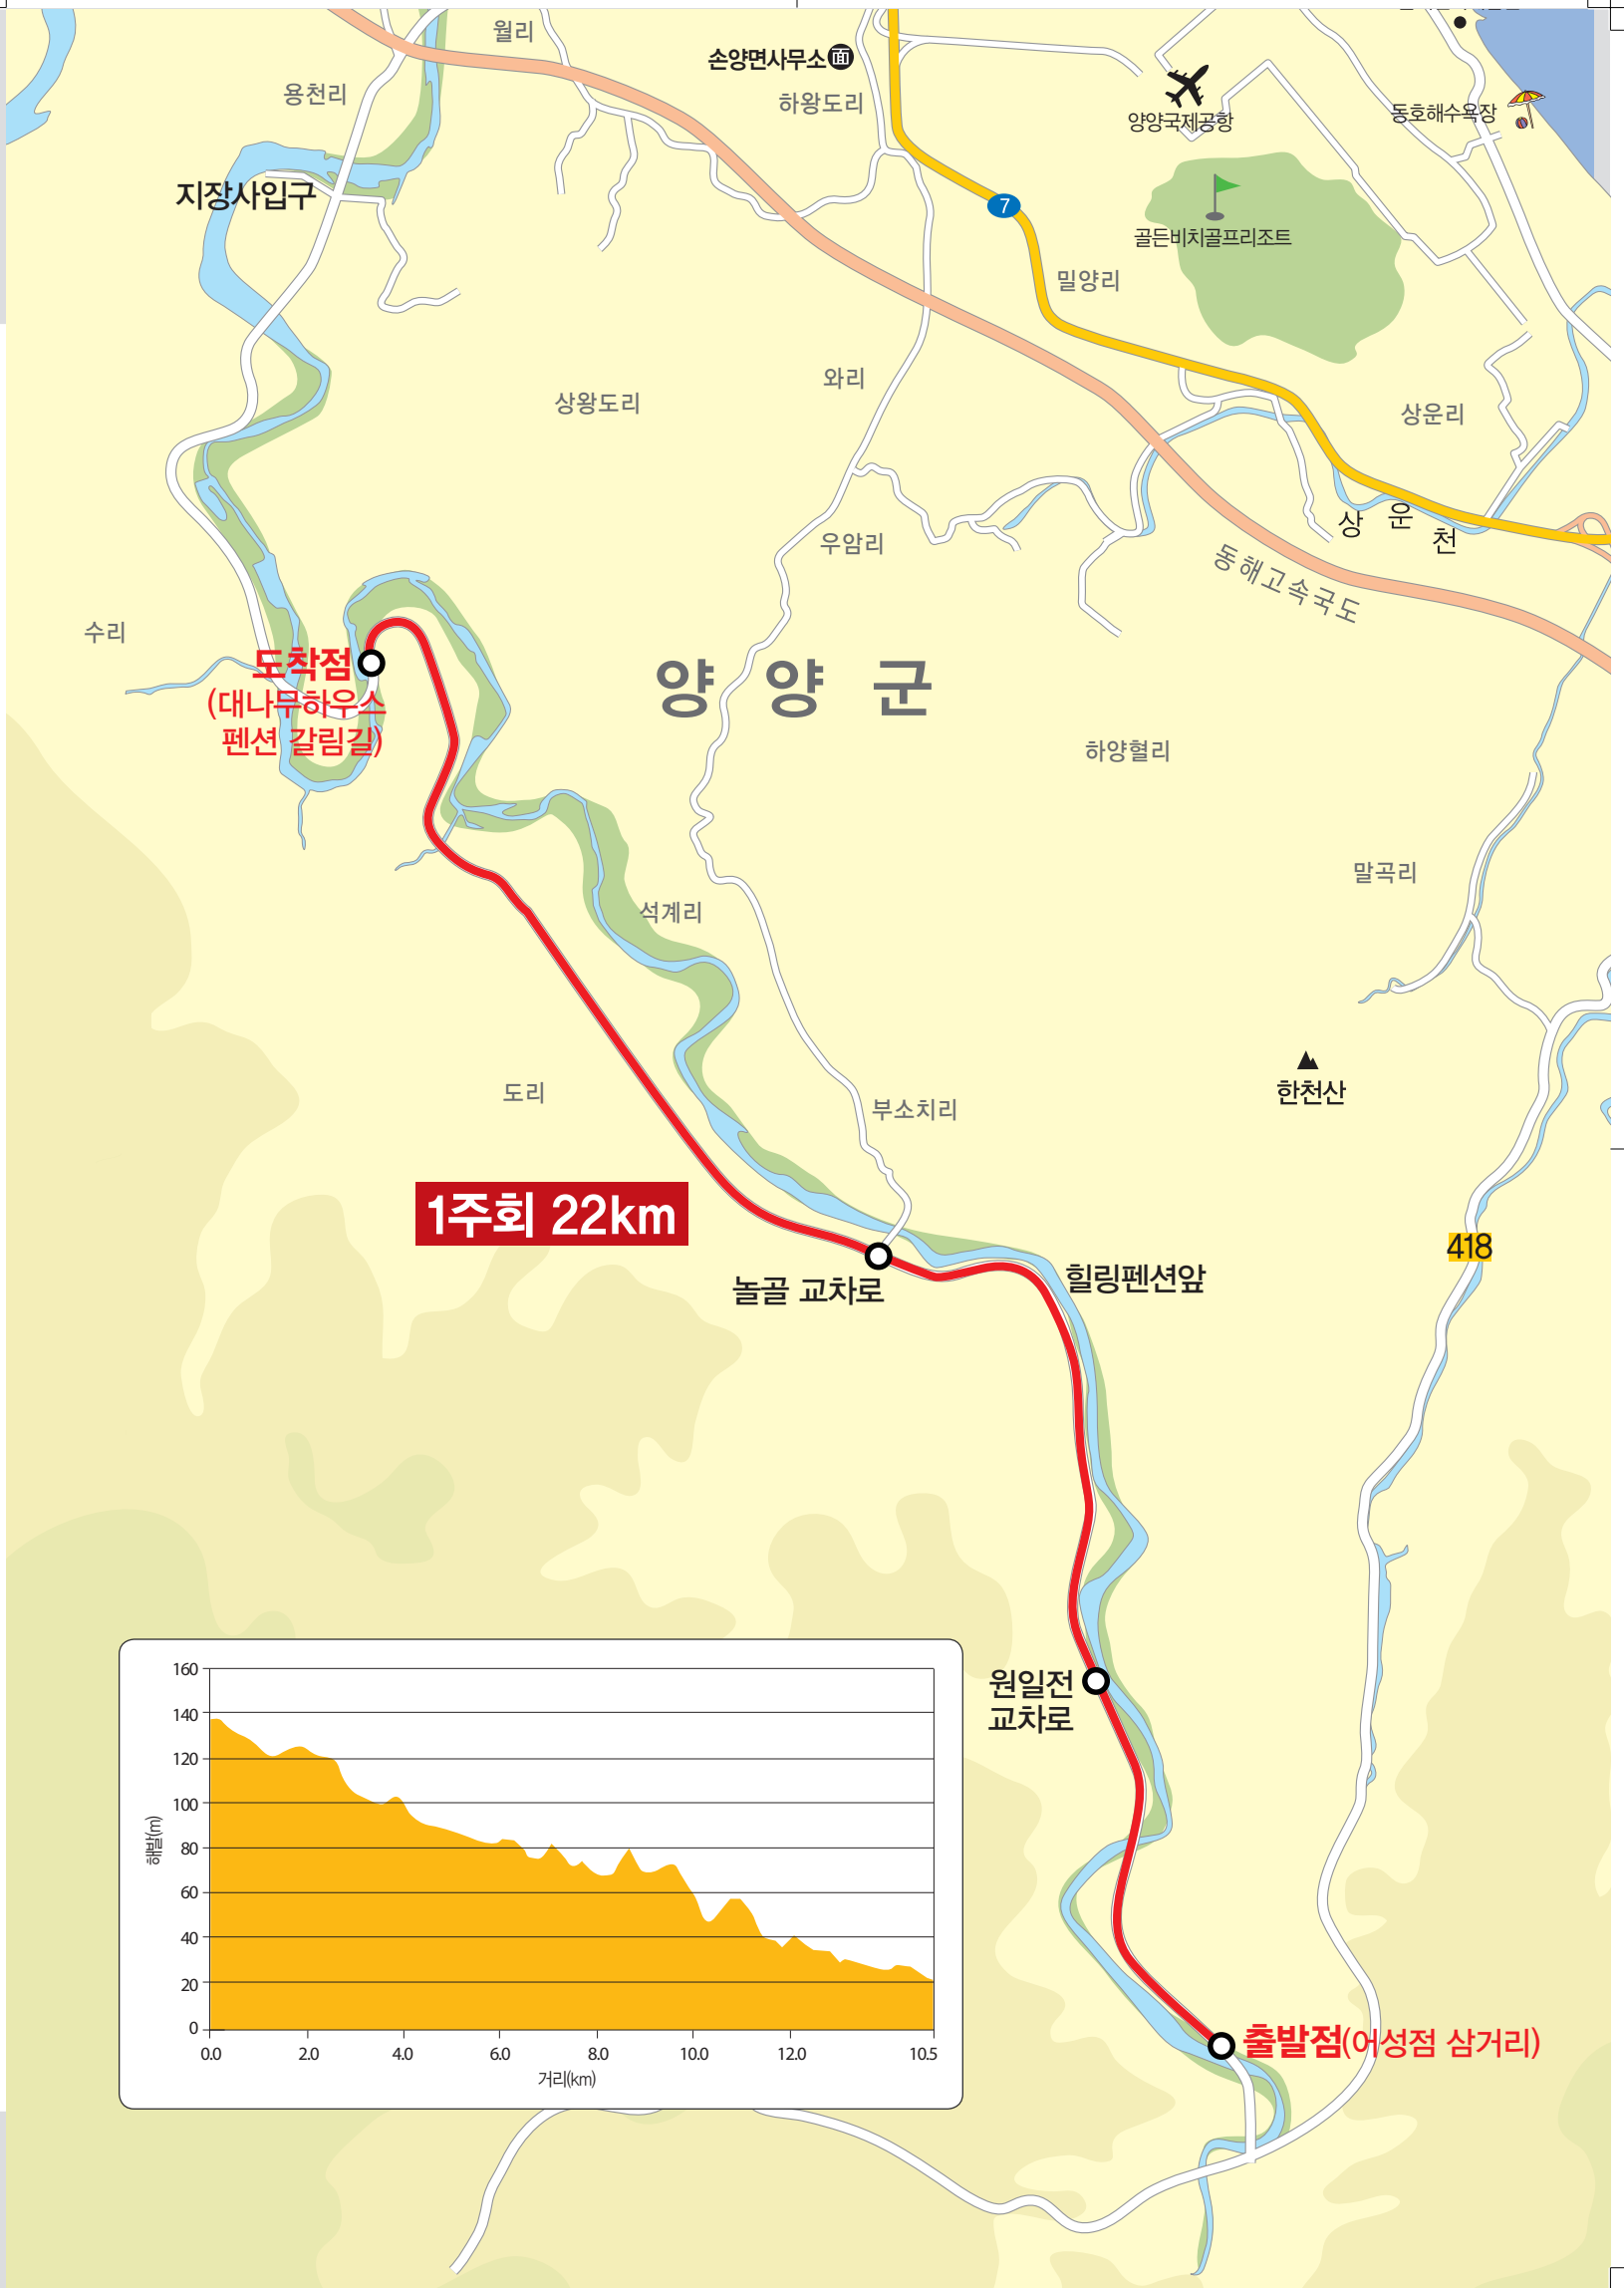 월리
손양면사무소 面
용천리
하왕도리
양양국제공항
동호해수욕장
지장사입구
7
골든비치골프리조트
밀양리
와리
상왕도리
상운리
상 운 천
우암리
동해고속국도
수리
도착점
(대나무하우스
펜션 갈림길)
양 양 군
하양혈리
말곡리
석계리
도리
부소치리
한천산
1주회 22km
418
놀골 교차로
힐링펜션앞
원일전
교차로
160
140
120
100
80
60
40
20
0
해발(m)
0.0 2.0 4.0 6.0 8.0 10.0 12.0 10.5
거리(km)
출발점(어성점 삼거리)